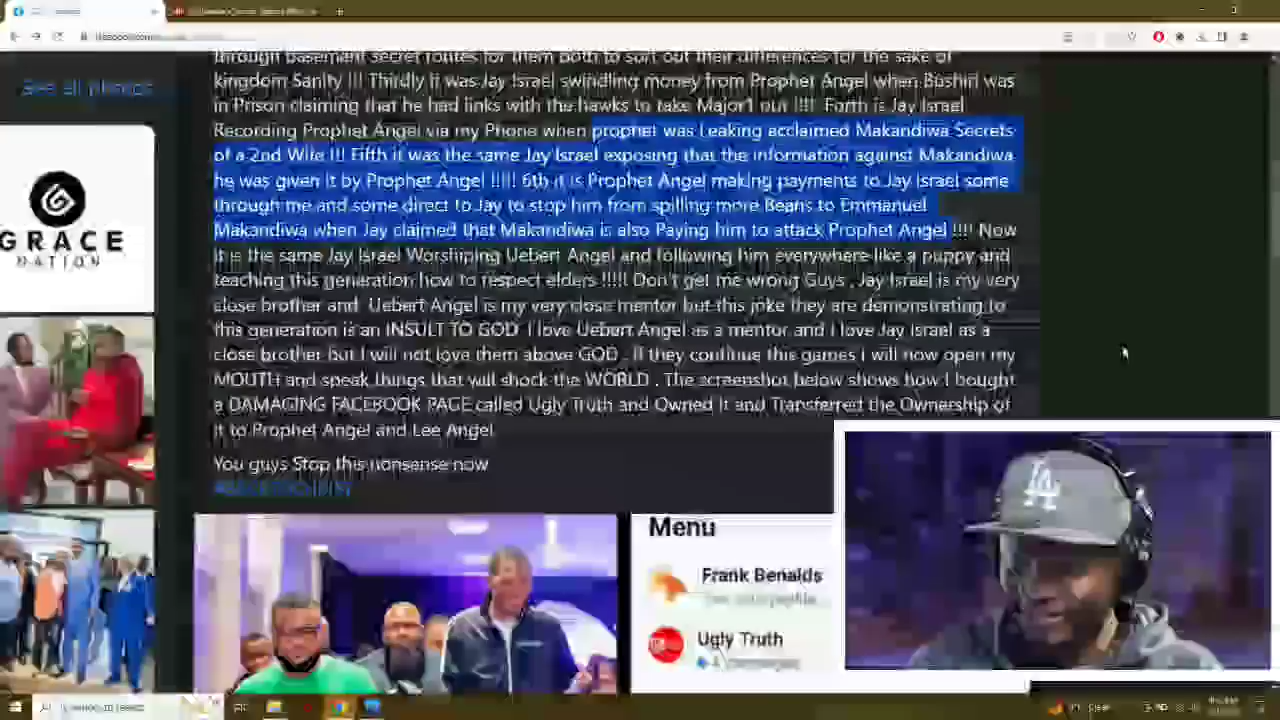 See all photos
through basement secret routes for them Both to sort out their differences for the sake of
kingdom Sanity !!! Thirdly it was Jay Israel swindling money from Prophet Angel when Bushiri was
in Prison claiming that he had links with the hawks to take Major1 out !!!! Forth is Jay Israel
Recording Prophet Angel via my Phone when prophet was Leaking acclaimed Makandiwa Secrets
of a 2nd Wife !!! Fifth it was the same Jay Israel exposing that the information against Makandiwa
he was given it by Prophet Angel !!!!! 6th it is Prophet Angel making payments to Jay Israel some
through me and some direct to Jay to stop him from spilling more Beans to Emmanuel
Makandiwa when Jay claimed that Makandiwa is also Paying him to attack Prophet Angel !!!! Now
it is the same Jay Israel Worshiping Uebert Angel and following him everywhere like a puppy and
teaching this generation how to respect elders !!!!! Don't get me wrong Guys , Jay Israel is my very
close brother and Uebert Angel is my very close mentor but this joke they are demonstrating to
this generation is an INSULT TO GOD . I love Uebert Angel as a mentor and I love Jay Israel as a
close brother but I will not love them above GOD . If they continue this games I will now open my
MOUTH and speak things that will shock the WORLD . The screenshot below shows how I bought
a DAMAGING FACEBOOK PAGE called Ugly Truth and Owned It and Transferred the Ownership of
it to Prophet Angel and Lee Angel
You guys Stop this nonsense now
GRACE
NATION
Menu
Frank Benalds
Ugly Truth
LA